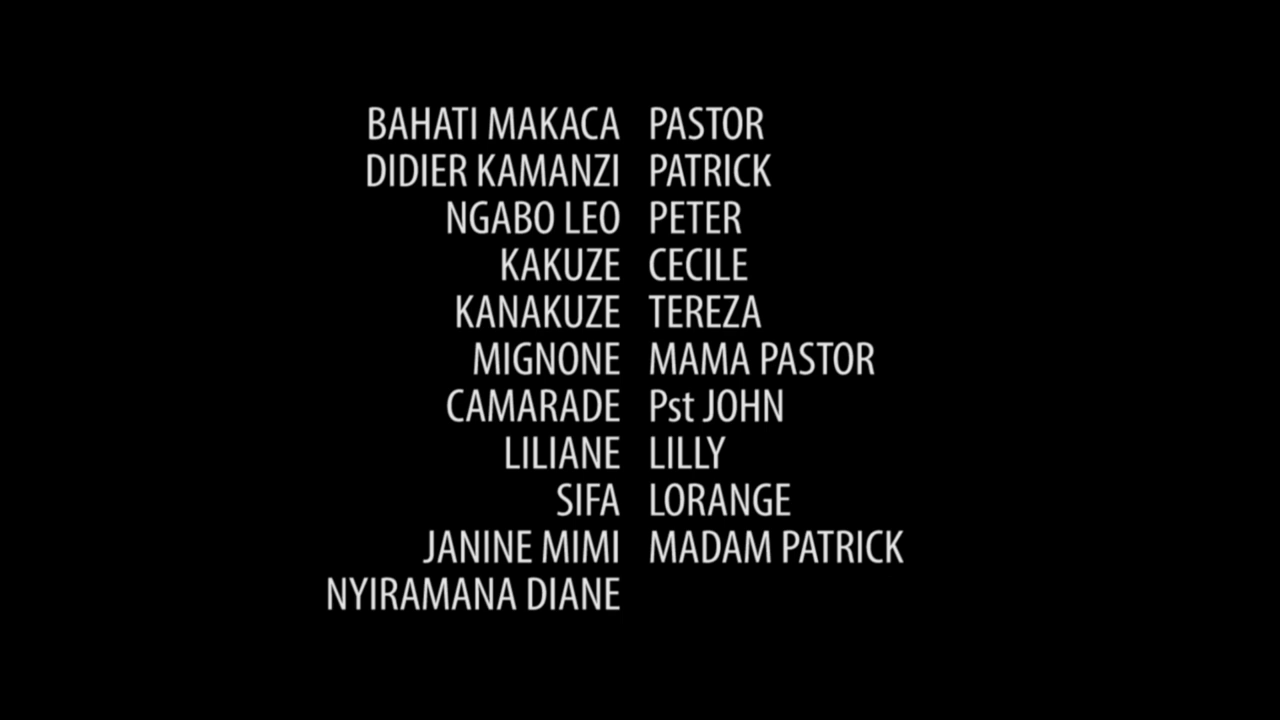 BAHATI MAKACA PASTOR
DIDIER KAMANZI PATRICK
NGABO LEO PETER
KAKUZE CECILE
KANAKUZE TEREZA
MIGNONE MAMA PASTOR
CAMARADE Pst JOHN
LILIANE LILLY
SIFA LORANGE
JANINE MIMI MADAM PATRICK
NYIRAMANA DIANE